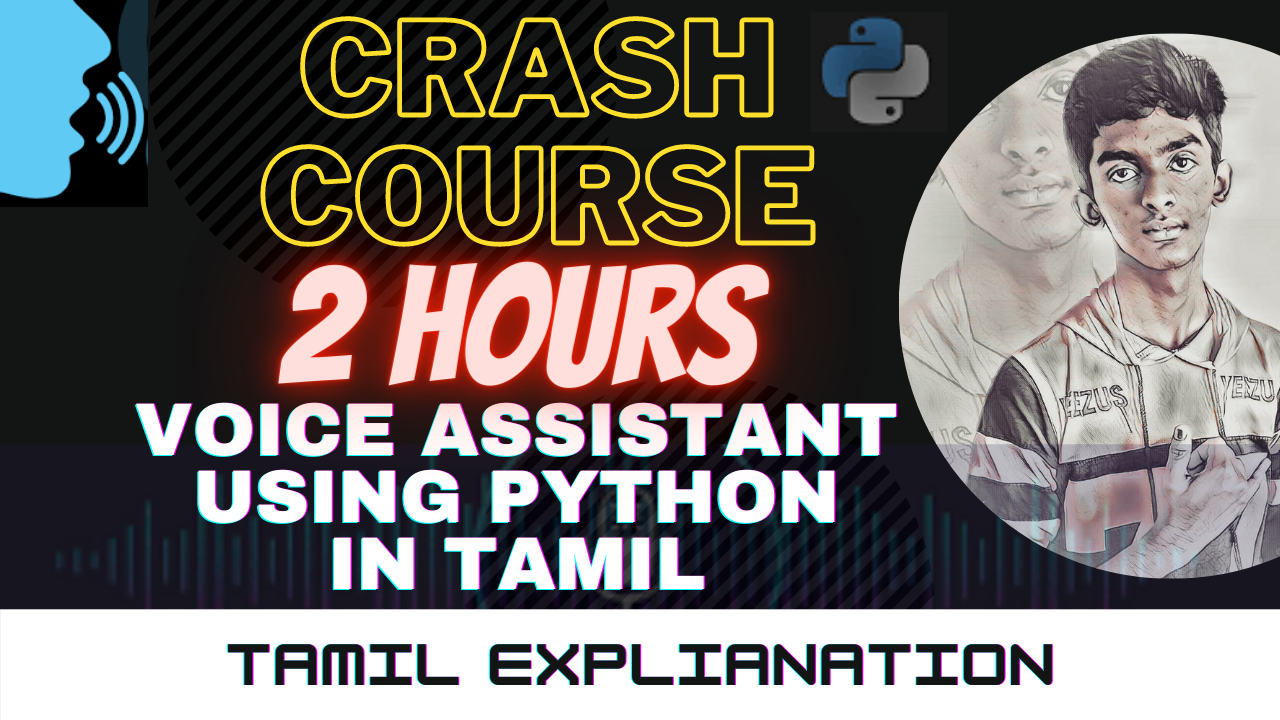 CRASH
COURSE
2 HOURS
VOICE ASSISTANT
USING PYTHON
IN TAMIL
TAMIL EXPLIANATION